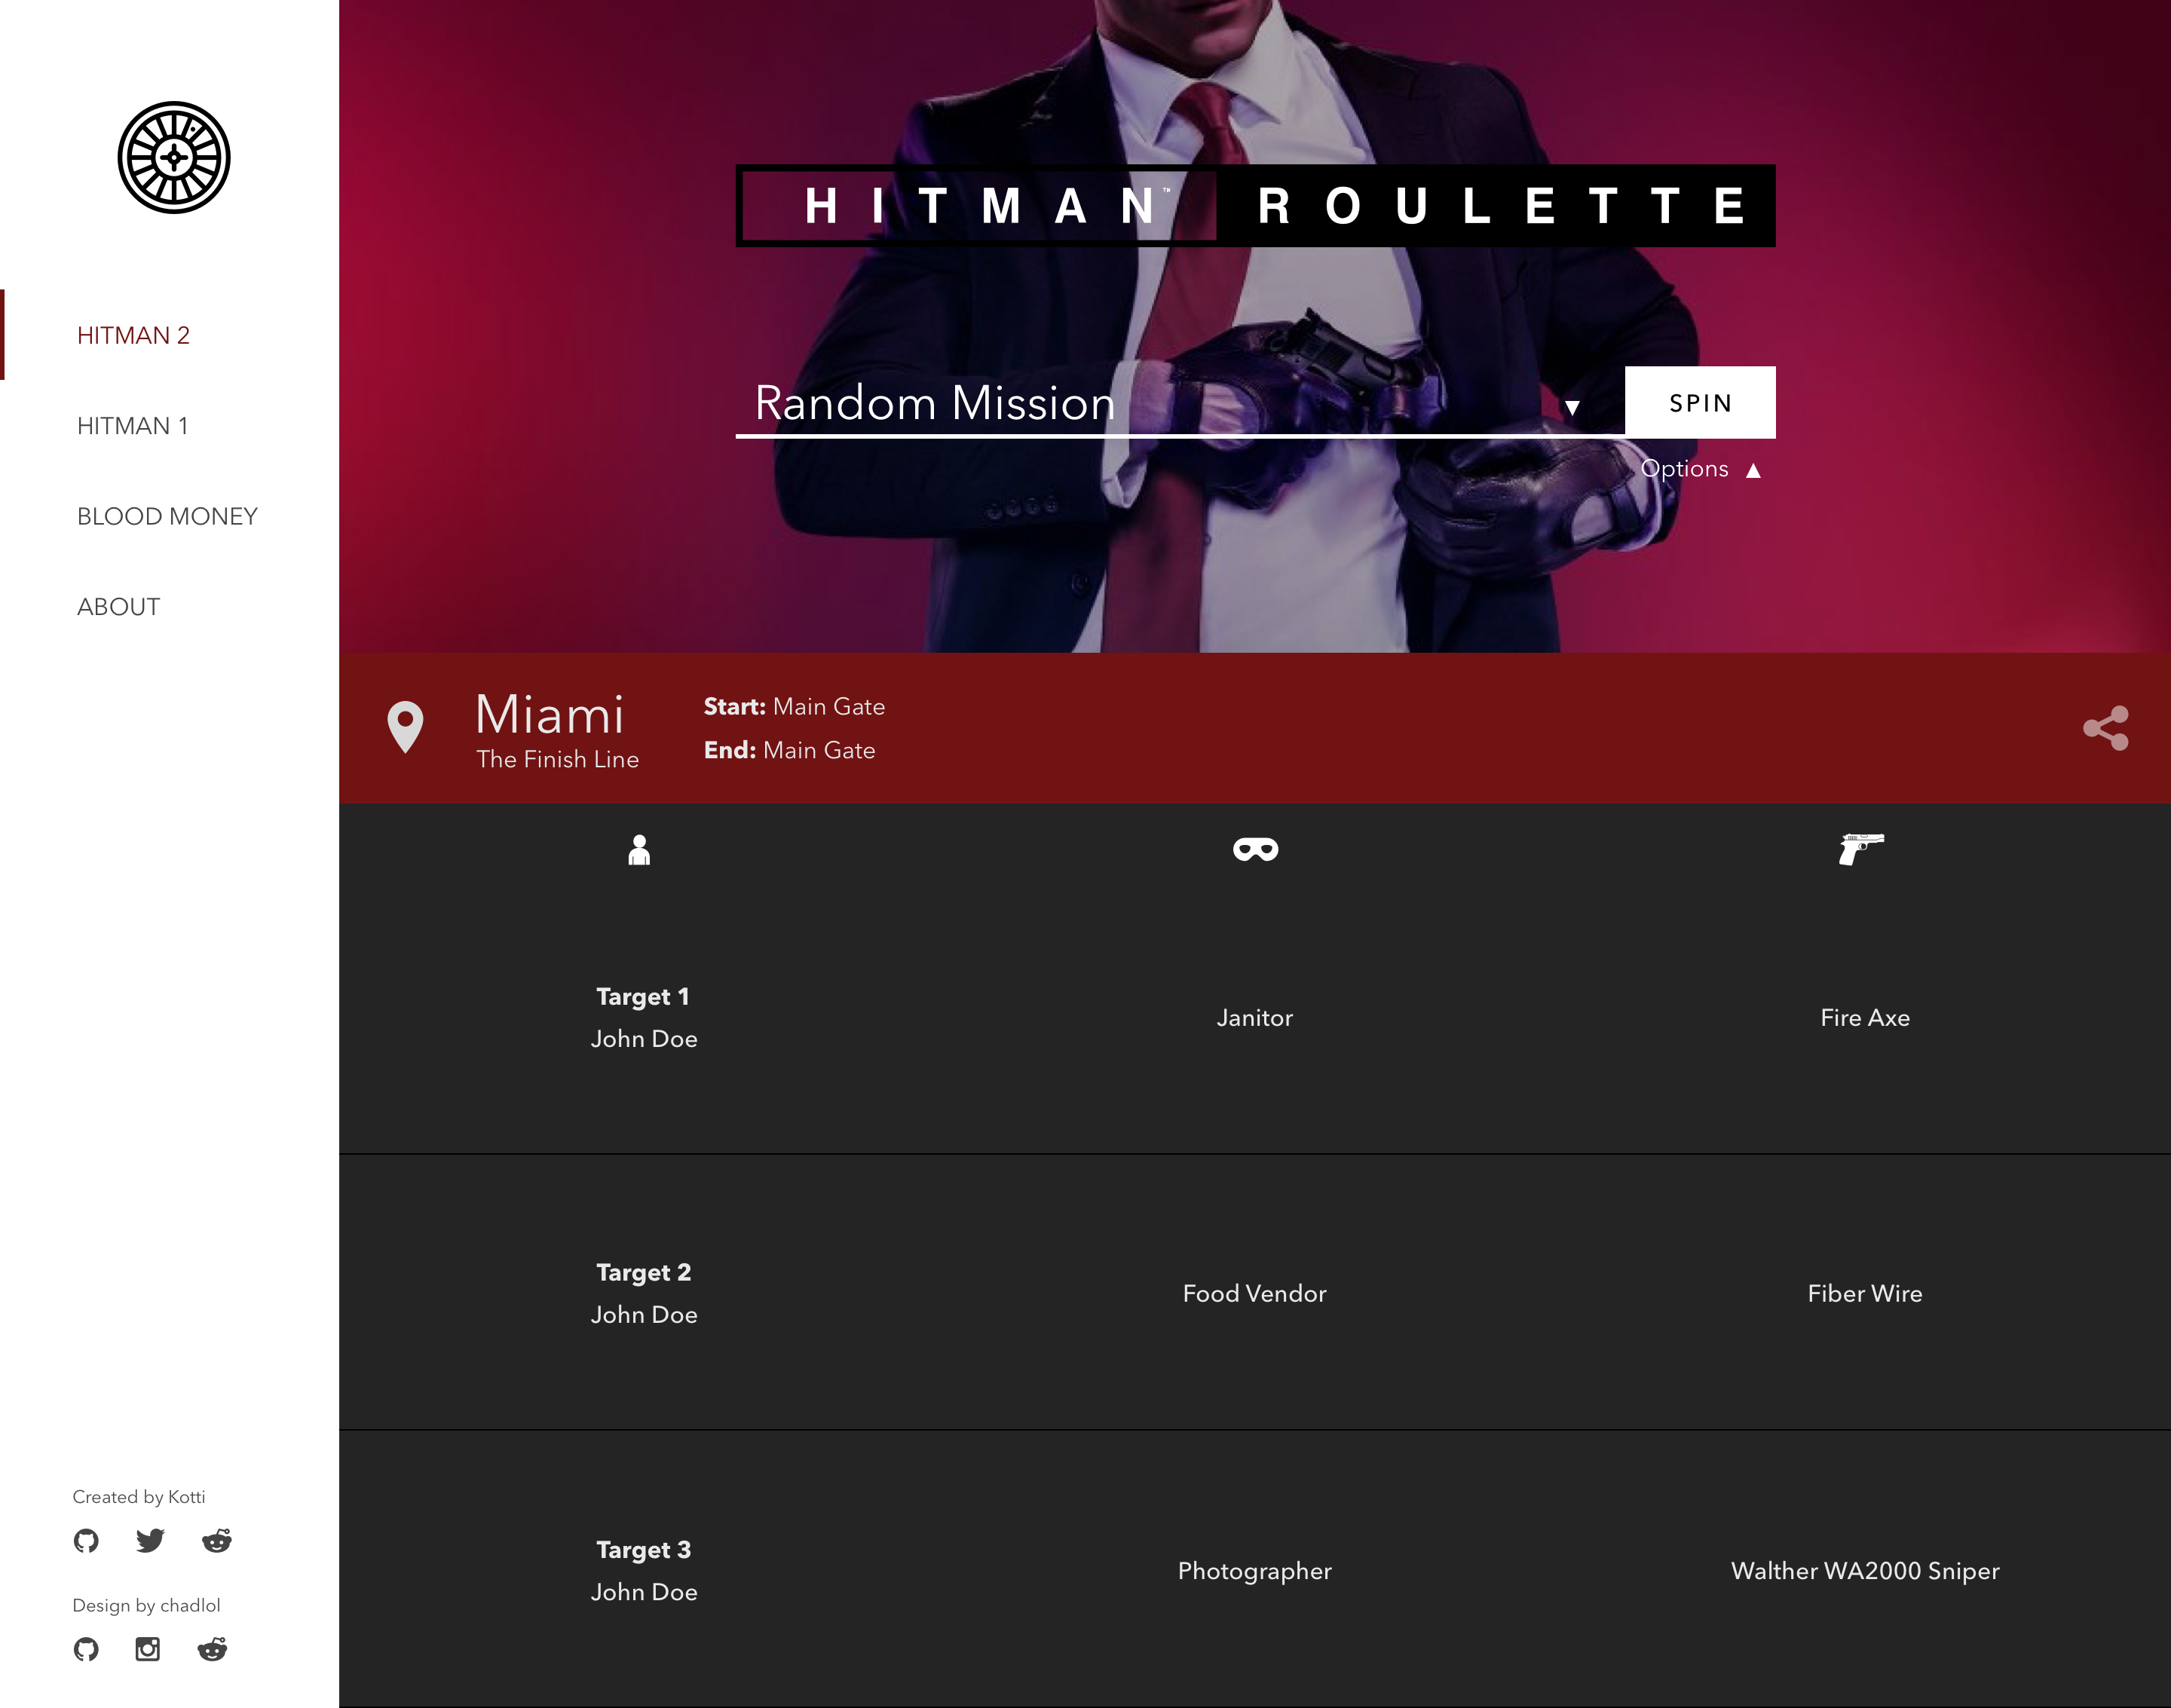 HITMAN 2
HITMAN 1
BLOOD MONEY
ABOUT
Created by Kotti
Design by chadlol
HITMAN™ ROULETTE
Random Mission ▼
SPIN
Options ▲
Miami
The Finish Line
Start: Main Gate
End: Main Gate
Target 1
John Doe
Janitor
Fire Axe
Target 2
John Doe
Food Vendor
Fiber Wire
Target 3
John Doe
Photographer
Walther WA2000 Sniper